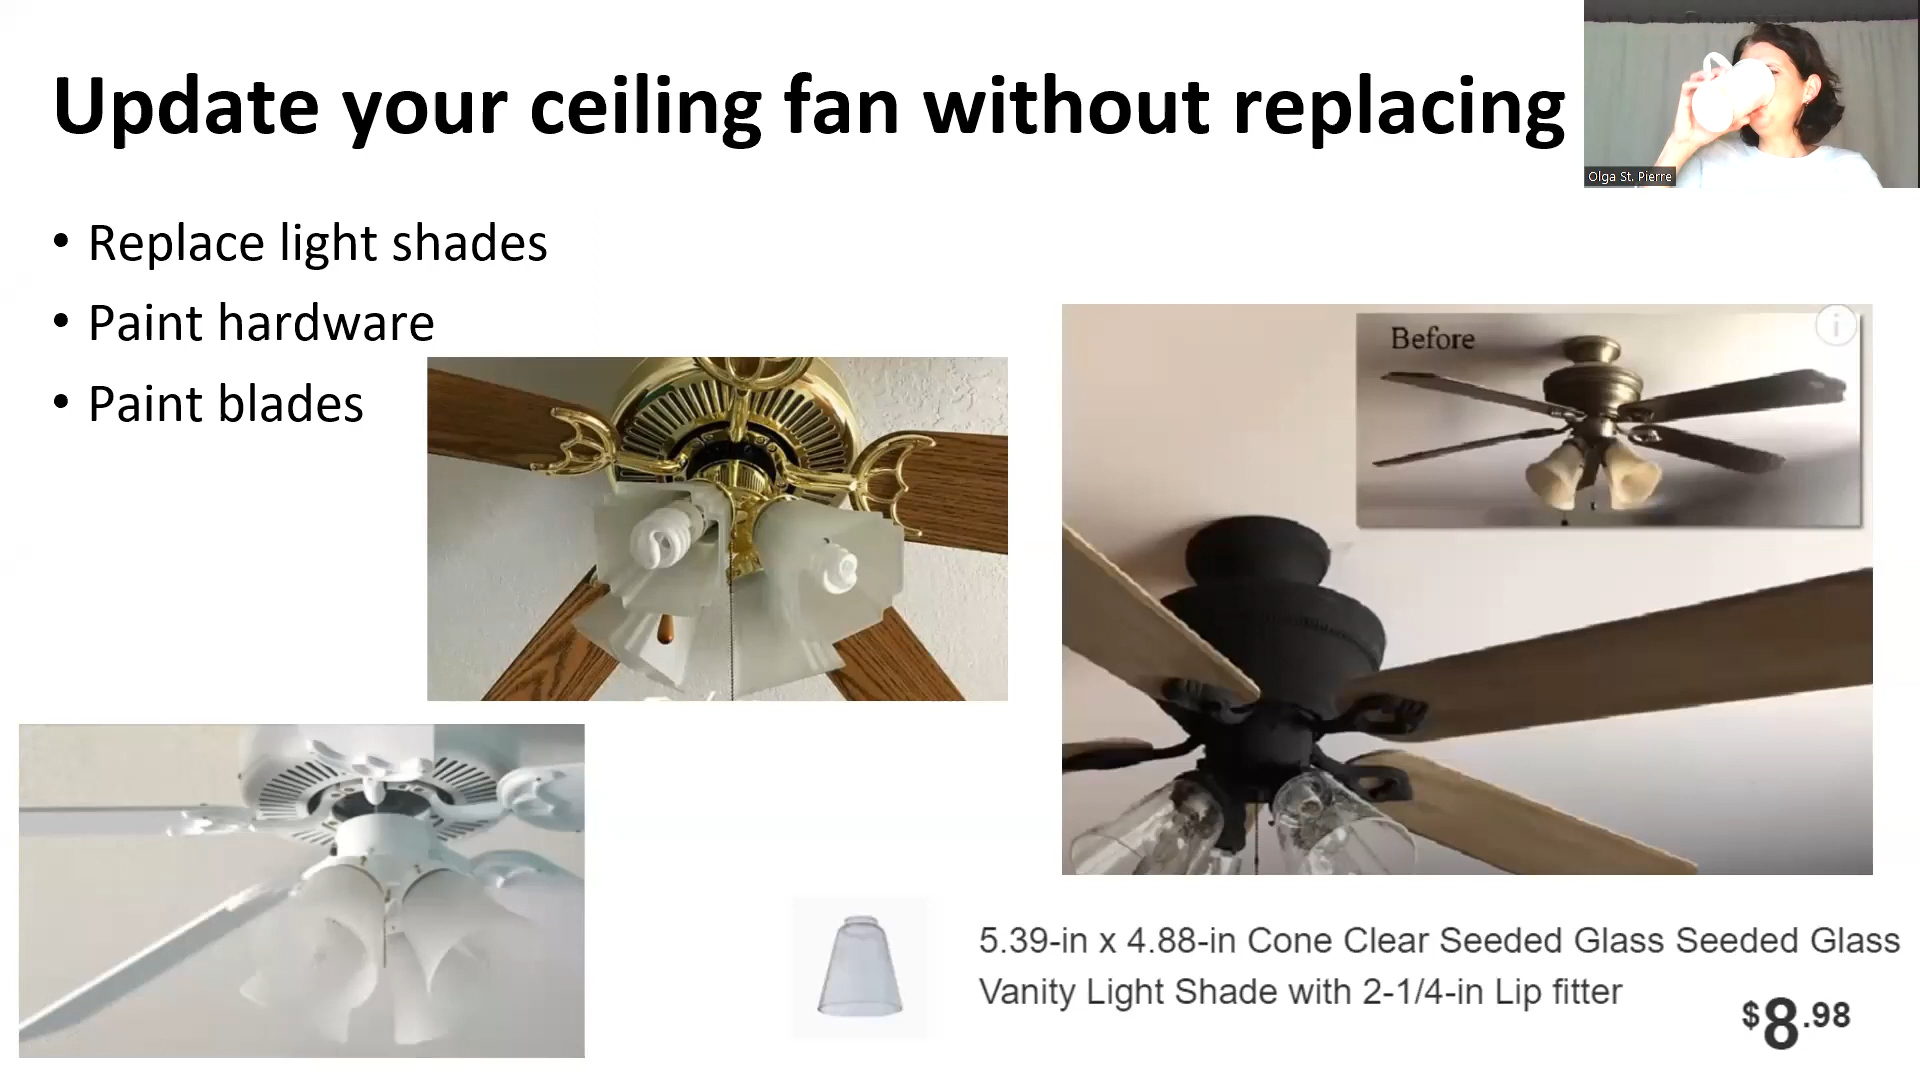 Update your ceiling fan without replacing
Olga St. Pierre
• Replace light shades
• Paint hardware
• Paint blades
Before
i
5.39-in x 4.88-in Cone Clear Seeded Glass Seeded Glass
Vanity Light Shade with 2-1/4-in Lip fitter
$8.98